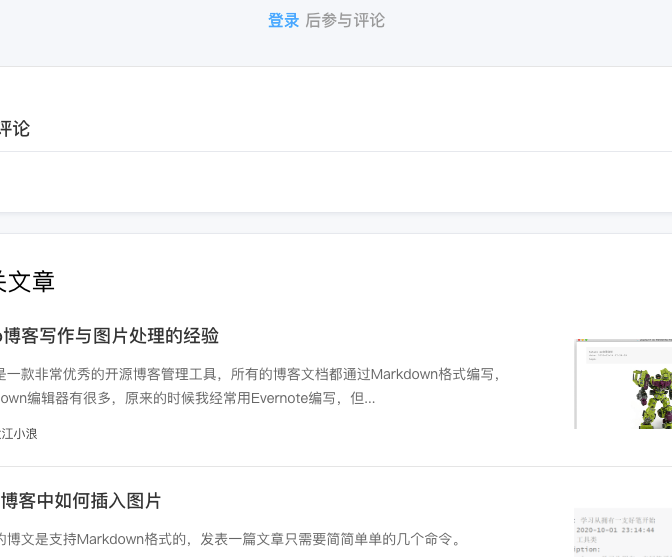 登录 后参与评论
评论
关文章
o博客写作与图片处理的经验
是一款非常优秀的开源博客管理工具，所有的博客文档都通过Markdown格式编写，
down编辑器有很多，原来的时候我经常用Evernote编写，但...
江小浪
博客中如何插入图片
的博文是支持Markdown格式的，发表一篇文章只需要简简单单的几个命令。
: 学习从拥有一支好笔开始
2020-10-01 23:14:44
工具类
iption: